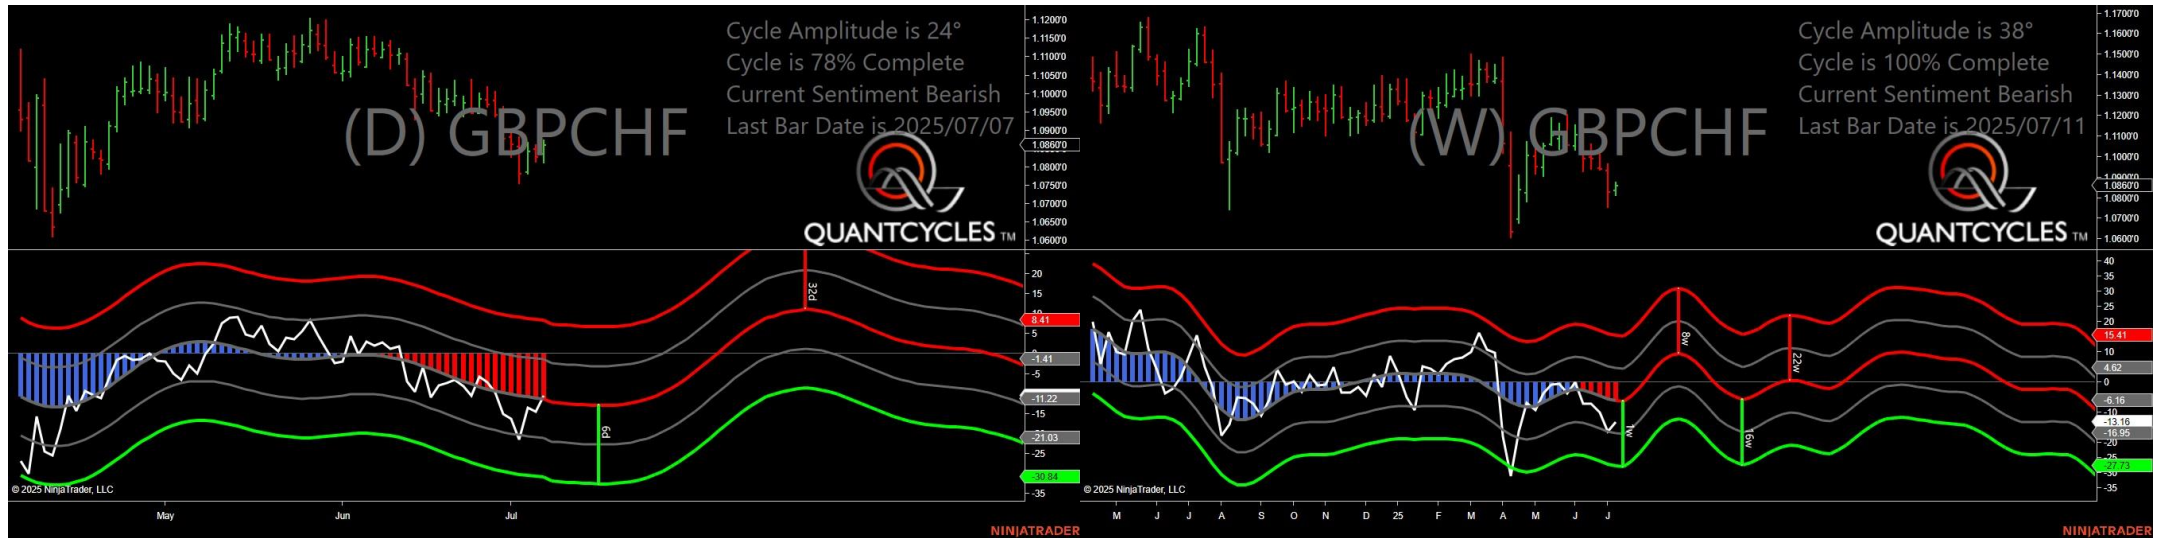 Cycle Amplitude is 24°
Cycle is 78% Complete
Current Sentiment Bearish
Last Bar Date is 2025/07/07
(D) GBPCHF
QUANTCYCLES TM
1.1200'0
1.1150'0
1.1100'0
1.1050'0
1.1000'0
1.0950'0
1.0900'0
1.0860'0
1.0800'0
1.0750'0
1.0700'0
1.0650'0
1.0600'0
32d
6d
20
15
8.41
5
-1.41
-5
-11.22
-15
-21.03
-25
-30.84
-35
© 2025 NinjaTrader, LLC
May
Jun
Jul
NINJATRADER
Cycle Amplitude is 38°
Cycle is 100% Complete
Current Sentiment Bearish
Last Bar Date is 2025/07/11
(W) GBPCHF
QUANTCYCLES TM
1.1700'0
1.1600'0
1.1500'0
1.1400'0
1.1300'0
1.1200'0
1.1100'0
1.1000'0
1.0900'0
1.0860'0
1.0800'0
1.0700'0
1.0600'0
8w
22w
1w
16w
40
35
30
25
20
15.41
10
4.62
0
-6.16
-10
-13.16
-16.95
-20
-27.73
-35
© 2025 NinjaTrader, LLC
M
J
J
A
S
O
N
D
25
F
M
A
M
J
J
NINJATRADER